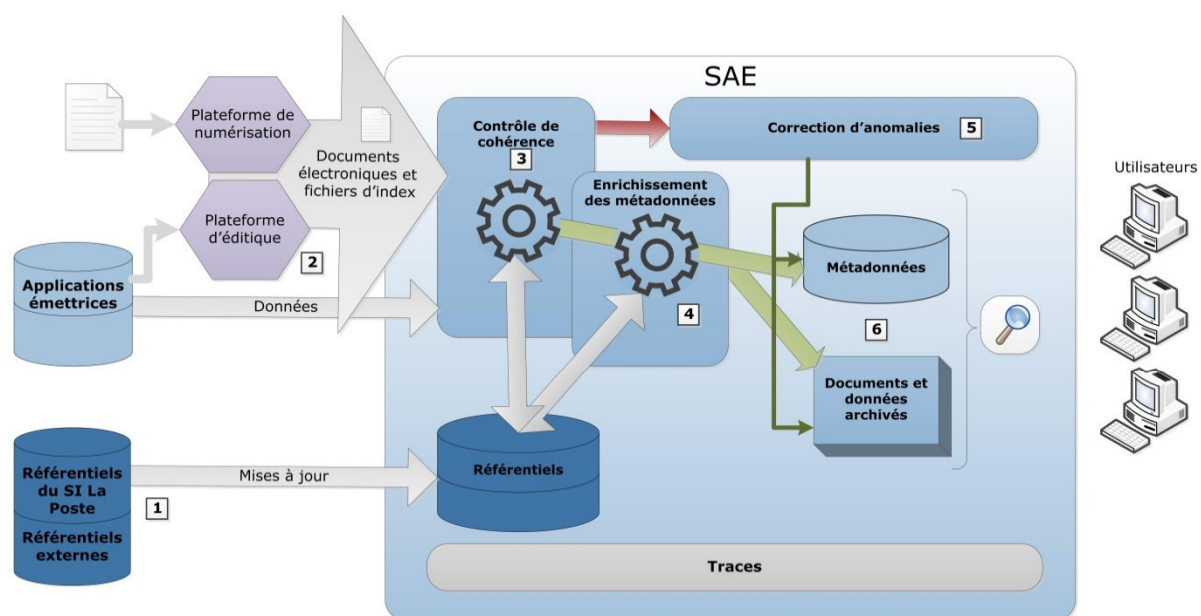 SAE
Plateforme de
numérisation
Documents
électroniques et
fichiers d'index
Contrôle de
cohérence
3
Correction d'anomalies
5
Utilisateurs
Enrichissement
des métadonnées
Plateforme
d'éditique
2
Applications
émettrices
Données
4
Métadonnées
6
Documents et
données
archivés
Référentiels
du SI La
Poste
Référentiels
externes
1
Mises à jour
Référentiels
Traces